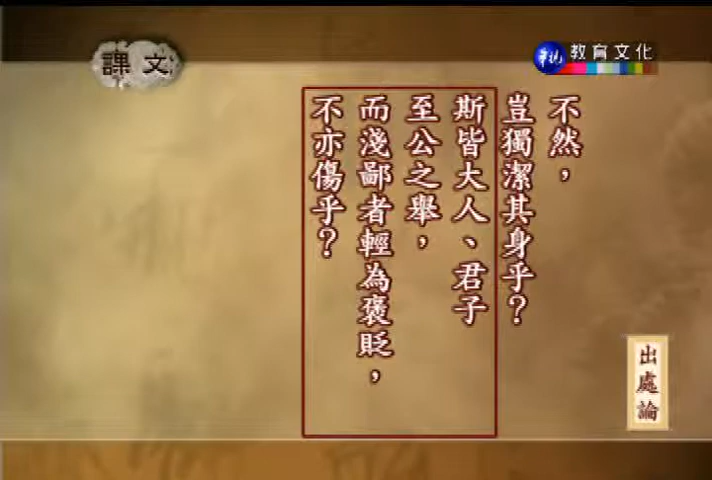 課文
華視
教育文化
不然，
豈獨潔其身乎？
斯皆大人、君子
至公之舉，
而淺鄙者輕為褒貶，
不亦傷乎？
出處論